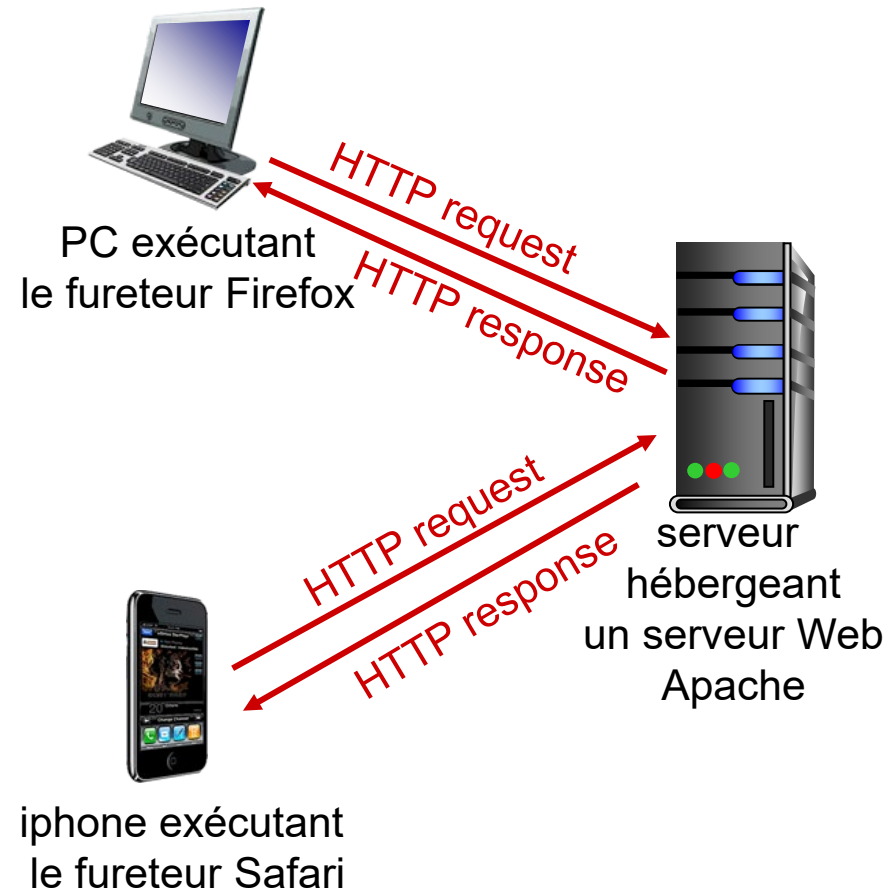 HTTP request
HTTP response
PC exécutant
le fureteur Firefox
HTTP request
HTTP response
serveur
hébergeant
un serveur Web
Apache
iphone exécutant
le fureteur Safari